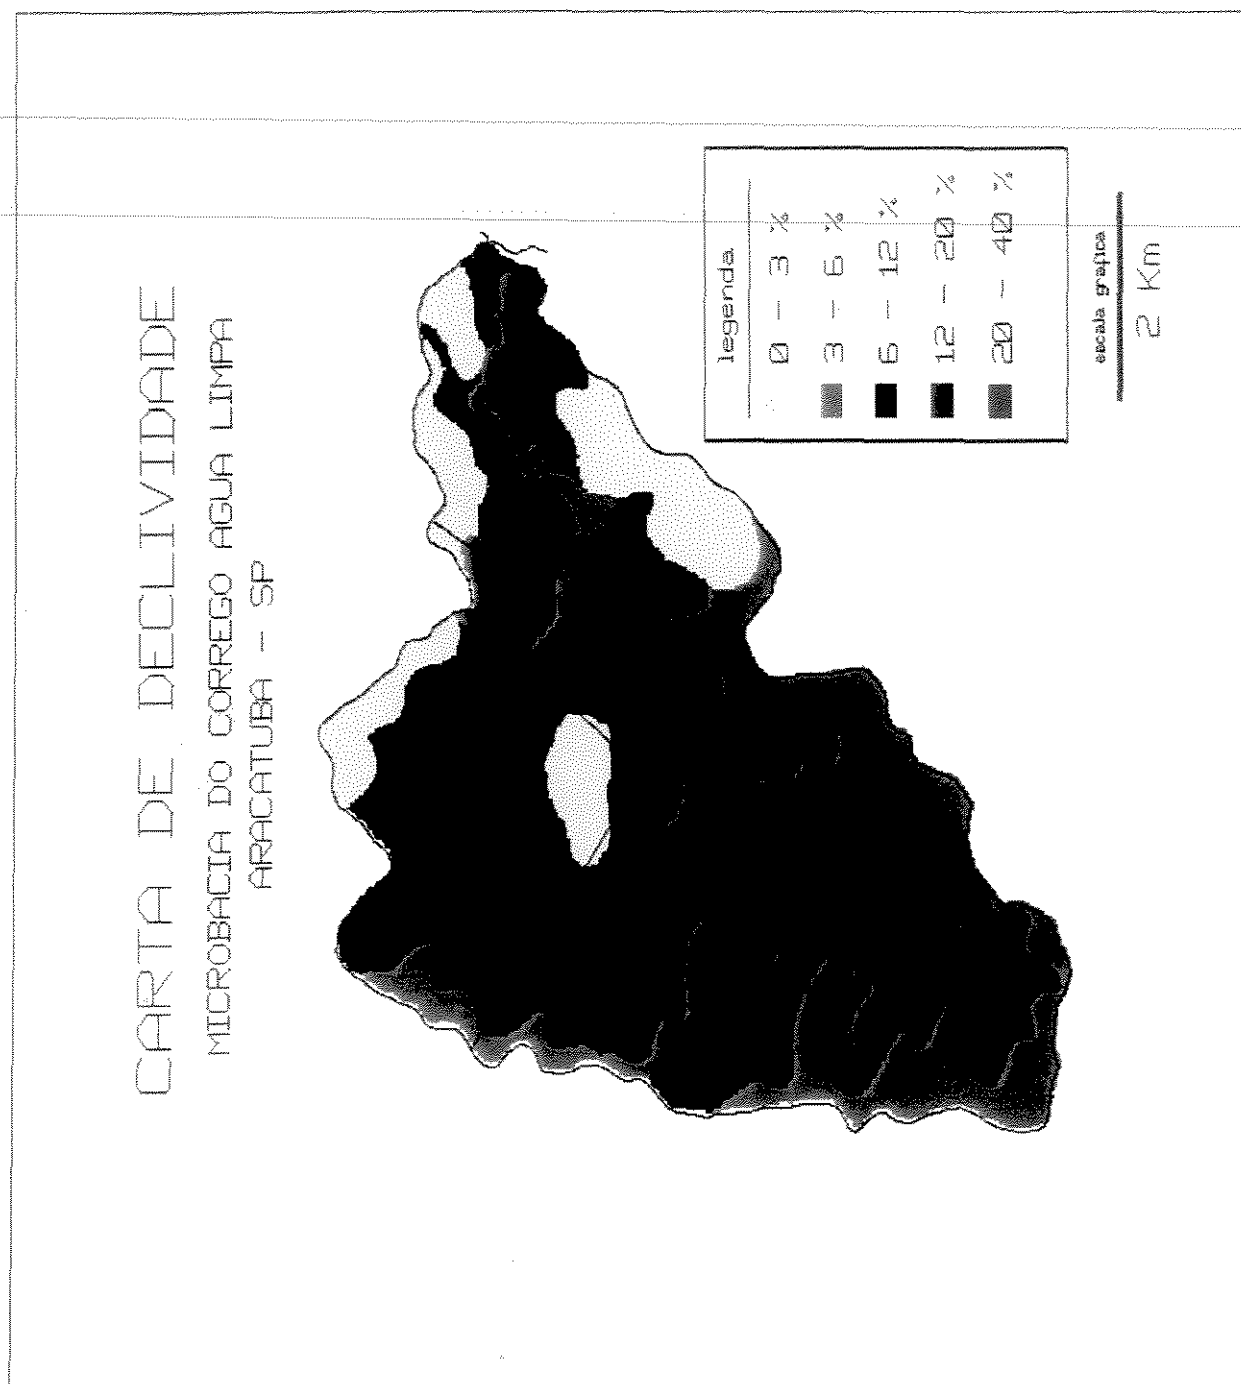 CARTA DE DECLIVIDADE
MICROBACIA DO CORREGO AGUA LIMPA
ARACATUBA - SP
legenda
0 - 3 %
3 - 6 %
6 - 12 %
12 - 20 %
20 - 40 %
escala grafica
2 Km